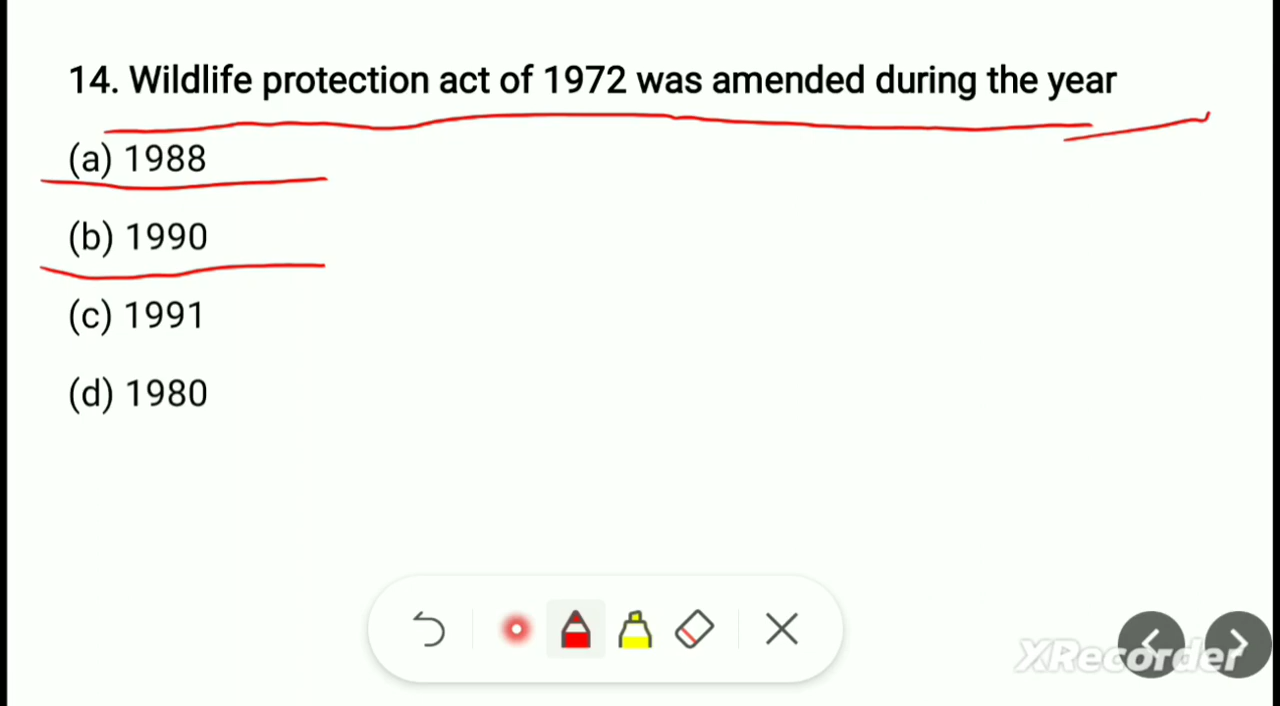 14. Wildlife protection act of 1972 was amended during the year
(a) 1988
(b) 1990
(c) 1991
(d) 1980
XRecorder